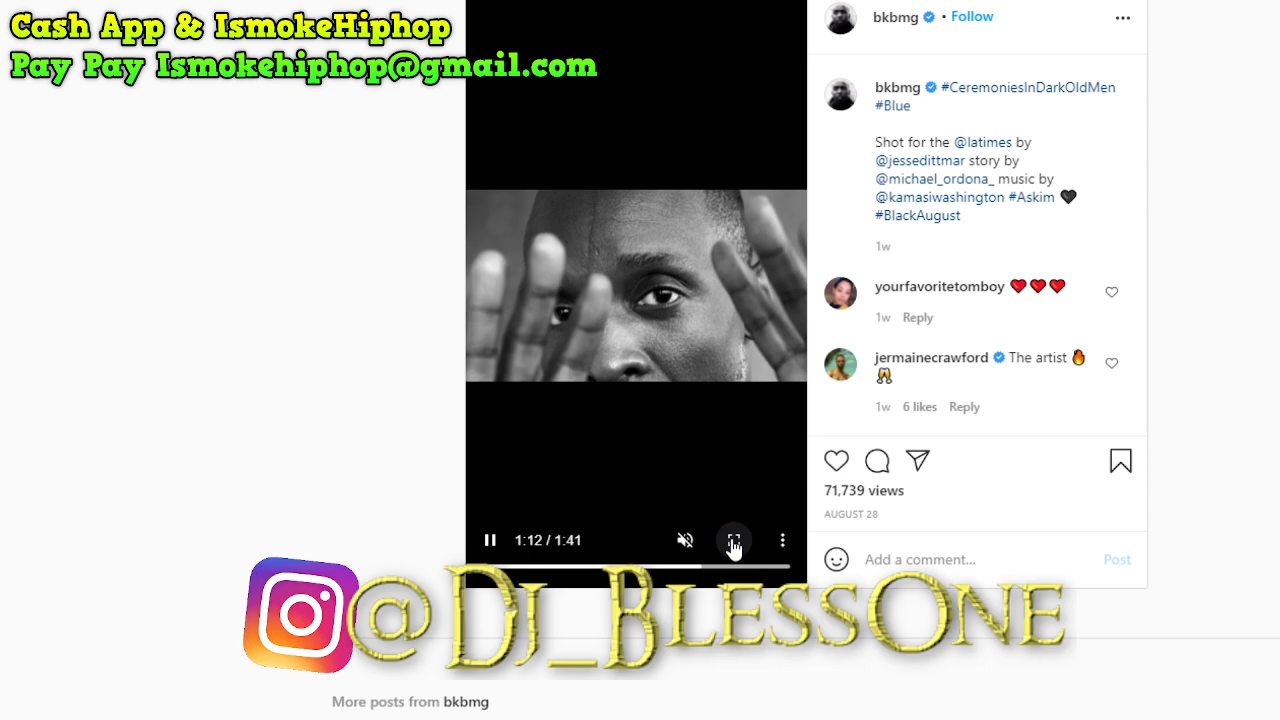 Cash App & IsmokeHiphop
Pay Pay Ismokehiphop@gmail.com
bkbmg • Follow
bkbmg #CeremoniesInDarkOldMen
#Blue
Shot for the @latimes by
@jessedittmar story by
@michael_ordona_ music by
@kamasiwashington #Askim 🖤
#BlackAugust
1w
yourfavoritetomboy ❤️❤️❤️
1w Reply
jermainecrawford The artist 🔥
🥂
1w 6 likes Reply
71,739 views
AUGUST 28
1:12 / 1:41
Add a comment... Post
@Dj_BlessOne
More posts from bkbmg